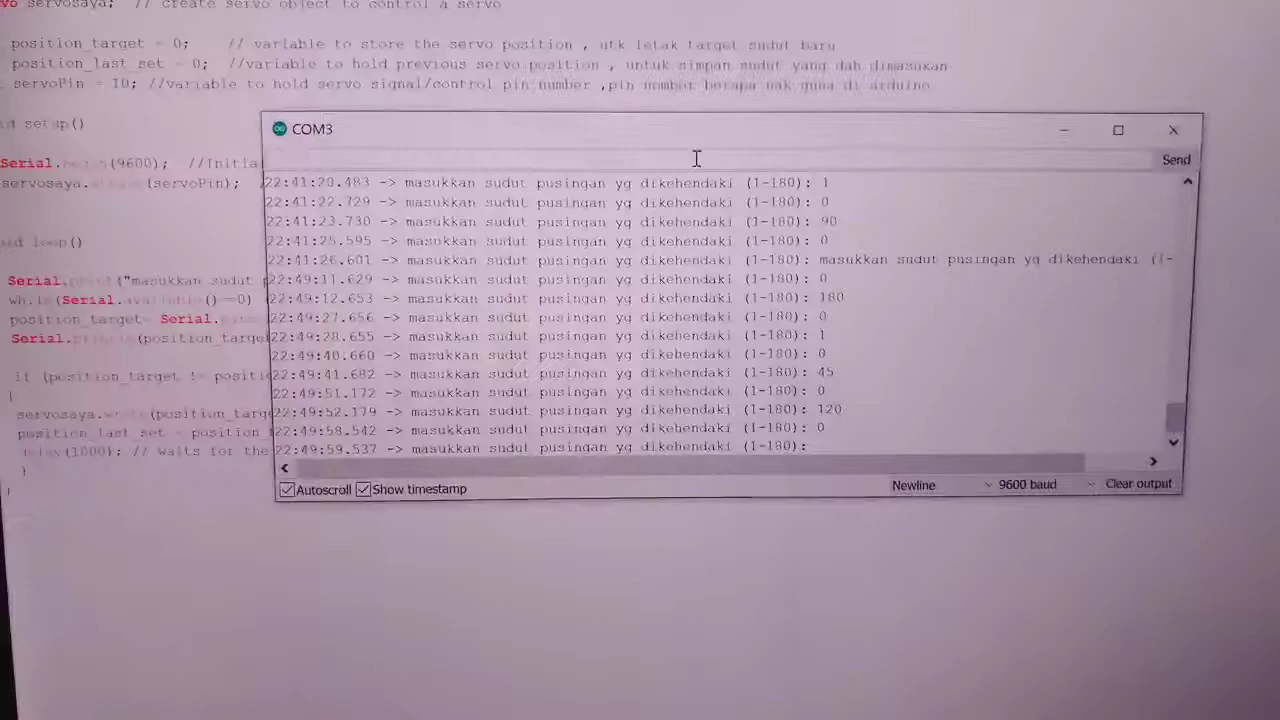 vo servosaya;  // create servo object to control a servo
position_target = 0;    // variable to store the servo position , utk letak target sudut baru
position_last_set = 0;  //variable to hold previous servo position , untuk simpan sudut yang dah dimasukan
servoPin = 10; //variable to hold servo signal/control pin number ,pin nombor berapa nak guna di arduino
id setup()
Serial.begin(9600);  //Initia
servosaya.attach(servoPin);
id loop()
Serial.print("masukkan sudut p
while(Serial.available()==0)
position_target= Serial.
Serial.println(position_targe
if (position_target != positi
{
servosaya.write(position_targ
position_last_set = position_t
delay(1000); // waits for the
}
}
COM3
Send
22:41:20.483 -> masukkan sudut pusingan yg dikehendaki (1-180): 1
22:41:22.729 -> masukkan sudut pusingan yg dikehendaki (1-180): 0
22:41:23.730 -> masukkan sudut pusingan yg dikehendaki (1-180): 90
22:41:25.595 -> masukkan sudut pusingan yg dikehendaki (1-180): 0
22:41:26.601 -> masukkan sudut pusingan yg dikehendaki (1-180): masukkan sudut pusingan yg dikehendaki (1-
22:49:11.629 -> masukkan sudut pusingan yg dikehendaki (1-180): 0
22:49:12.653 -> masukkan sudut pusingan yg dikehendaki (1-180): 180
22:49:27.656 -> masukkan sudut pusingan yg dikehendaki (1-180): 0
22:49:28.655 -> masukkan sudut pusingan yg dikehendaki (1-180): 1
22:49:40.660 -> masukkan sudut pusingan yg dikehendaki (1-180): 0
22:49:41.682 -> masukkan sudut pusingan yg dikehendaki (1-180): 45
22:49:51.172 -> masukkan sudut pusingan yg dikehendaki (1-180): 0
22:49:52.179 -> masukkan sudut pusingan yg dikehendaki (1-180): 120
22:49:58.542 -> masukkan sudut pusingan yg dikehendaki (1-180): 0
22:49:59.537 -> masukkan sudut pusingan yg dikehendaki (1-180):
Autoscroll Show timestamp Newline 9600 baud Clear output